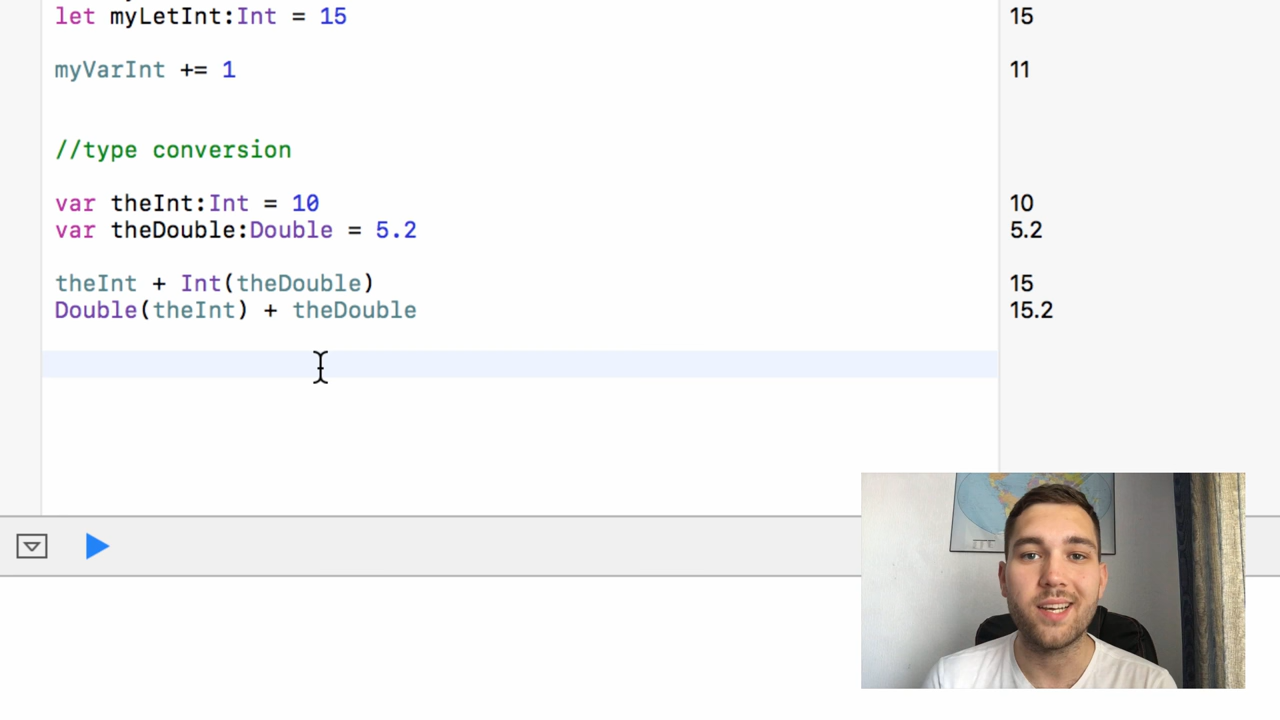 let myLetInt:Int = 15 15
myVarInt += 1 11
//type conversion
var theInt:Int = 10 10
var theDouble:Double = 5.2 5.2
theInt + Int(theDouble) 15
Double(theInt) + theDouble 15.2